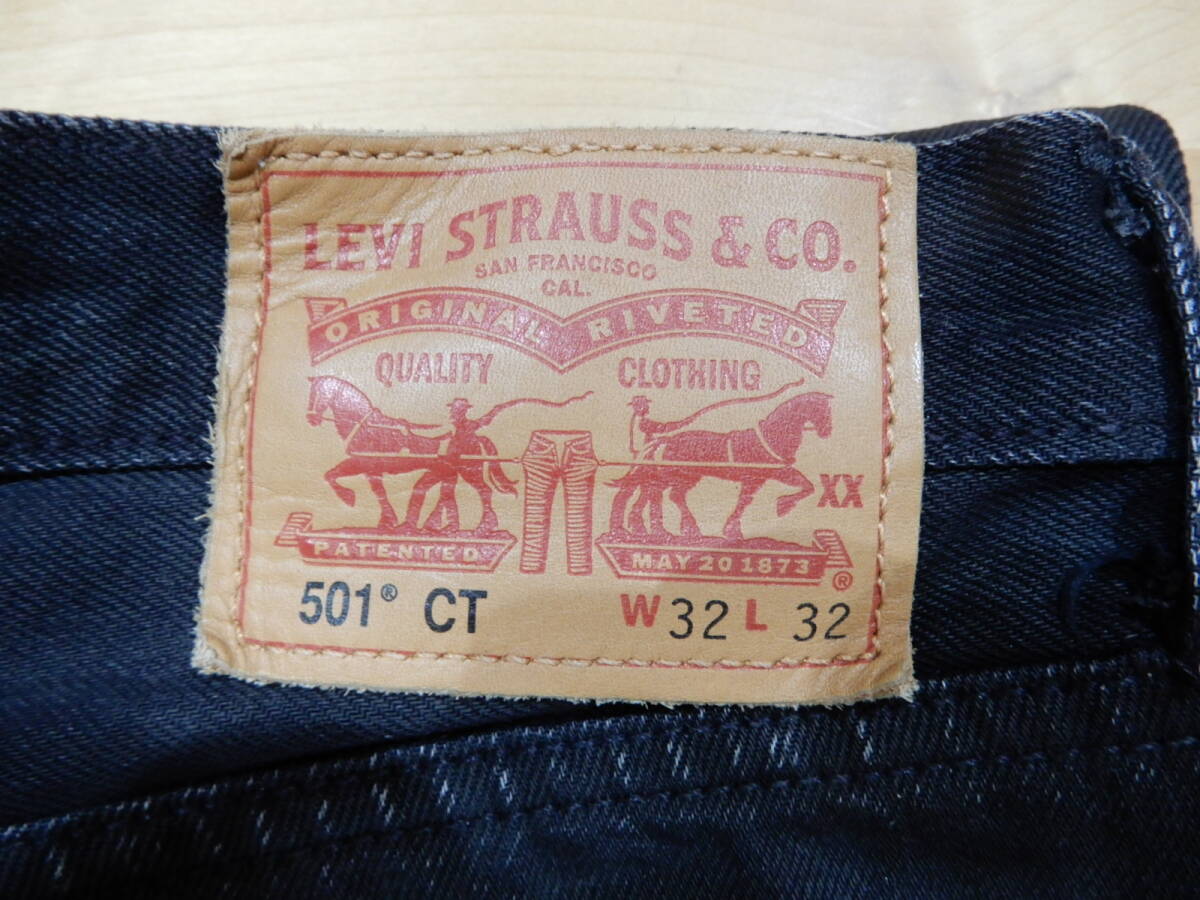 LEVI STRAUSS & CO.
SAN FRANCISCO
CAL.
ORIGINAL RIVETED
QUALITY CLOTHING
XX
PATENTED MAY 20 1873 ®
501® CT W 32 L 32